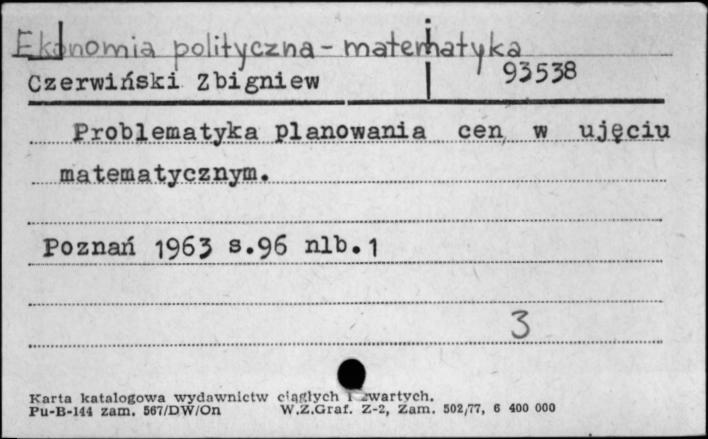 Ekonomia polityczna - matematyka
Czerwiński Zbigniew 93538
Problematyka planowania cen w ujęciu
matematycznym.
Poznań 1963 s.96 nlb.1
3
Karta katalogowa wydawnictw ciągłych i zwartych.
Pu-B-144 zam. 567/DW/On W.Z.Graf. Z-2, Zam. 502/77, 6 400 000